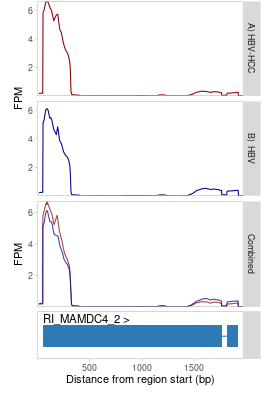 6
4
2
FPM
A) HBV-HCC
6
4
2
B) HBV
6
4
2
FPM
Combined
RI_MAMDC4_2 >
500 1000 1500
Distance from region start (bp)